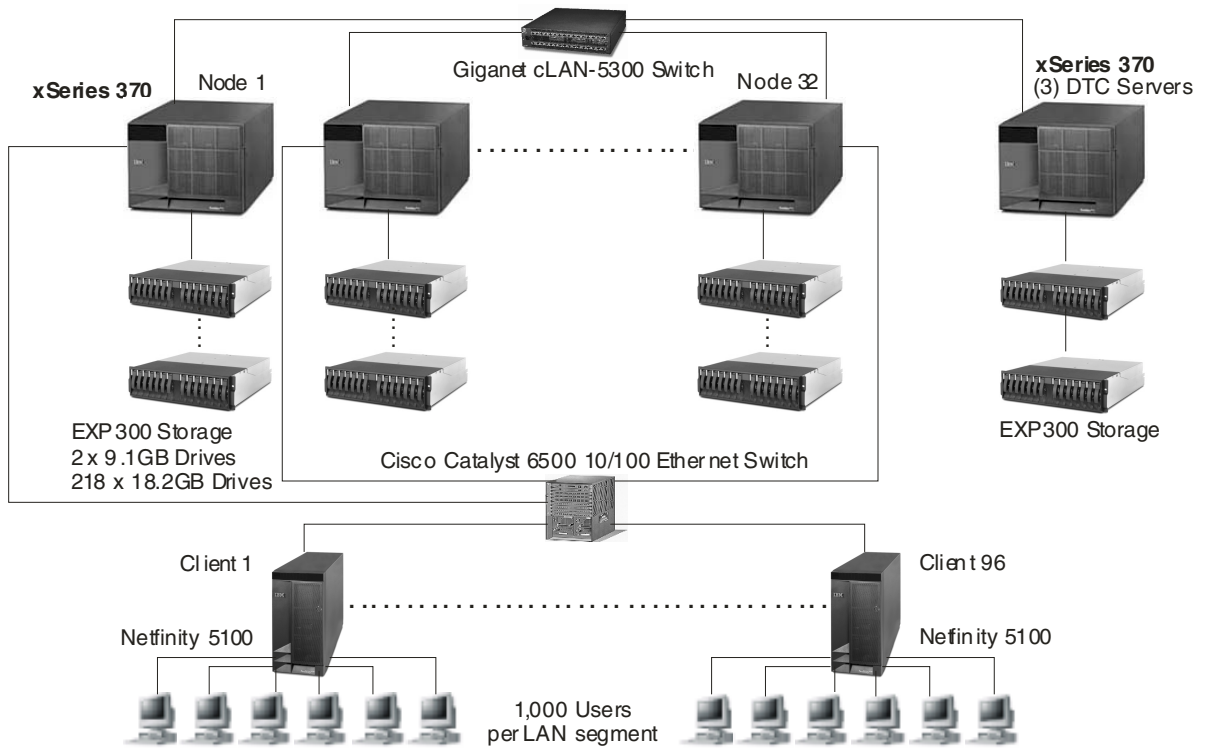 Giganet cLAN-5300 Switch
xSeries 370
Node 1
Node 32
xSeries 370
(3) DTC Servers
EXP300 Storage
2 x 9.1GB Drives
218 x 18.2GB Drives
EXP300 Storage
Cisco Catalyst 6500 10/100 Ethernet Switch
Client 1
Client 96
Netfinity 5100
Netfinity 5100
1,000 Users
per LAN segment